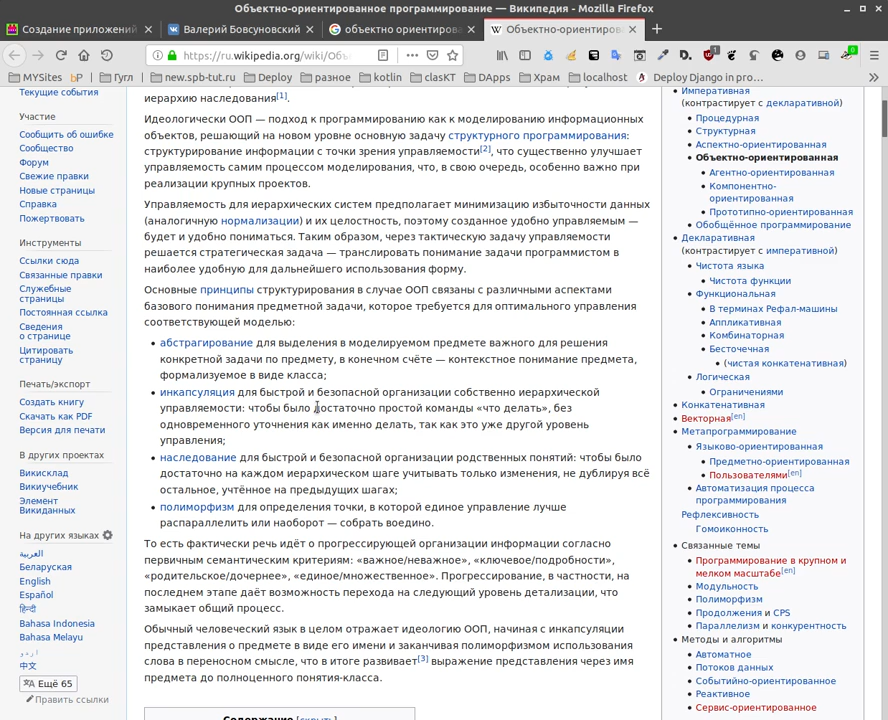 Объектно-ориентированное программирование — Википедия - Mozilla Firefox
Создание приложений
Валерий Бовсуновский
объектно ориентирова
Объектно-ориентиров
https://ru.wikipedia.org/wiki/Объ
MYSites
bP
Гугл
new.spb-tut.ru
Deploy
разное
kotlin
clasKT
DApps
Храм
localhost
Deploy Django in pro...
Текущие события
Участие
Сообщить об ошибке
Сообщество
Форум
Свежие правки
Новые страницы
Справка
Пожертвовать
Инструменты
Ссылки сюда
Связанные правки
Служебные
страницы
Постоянная ссылка
Сведения
о странице
Цитировать
страницу
Печать/экспорт
Создать книгу
Скачать как PDF
Версия для печати
В других проектах
Викисклад
Викиучебник
Элемент
Викиданных
На других языках
العربية
Беларуская
English
Español
हिन्दी
Bahasa Indonesia
Bahasa Melayu
اردو
中文
Ещё 65
Править ссылки
иерархию наследования[1].
Идеологически ООП — подход к программированию как к моделированию информационных
объектов, решающий на новом уровне основную задачу структурного программирования:
структурирование информации с точки зрения управляемости[2], что существенно улучшает
управляемость самим процессом моделирования, что, в свою очередь, особенно важно при
реализации крупных проектов.
Управляемость для иерархических систем предполагает минимизацию избыточности данных
(аналогичную нормализации) и их целостность, поэтому созданное удобно управляемым —
будет и удобно пониматься. Таким образом, через тактическую задачу управляемости
решается стратегическая задача — транслировать понимание задачи программистом в
наиболее удобную для дальнейшего использования форму.
Основные принципы структурирования в случае ООП связаны с различными аспектами
базового понимания предметной задачи, которое требуется для оптимального управления
соответствующей моделью:
• абстрагирование для выделения в моделируемом предмете важного для решения
конкретной задачи по предмету, в конечном счёте — контекстное понимание предмета,
формализуемое в виде класса;
• инкапсуляция для быстрой и безопасной организации собственно иерархической
управляемости: чтобы было достаточно простой команды «что делать», без
одновременного уточнения как именно делать, так как это уже другой уровень
управления;
• наследование для быстрой и безопасной организации родственных понятий: чтобы было
достаточно на каждом иерархическом шаге учитывать только изменения, не дублируя всё
остальное, учтённое на предыдущих шагах;
• полиморфизм для определения точки, в которой единое управление лучше
распараллелить или наоборот — собрать воедино.
То есть фактически речь идёт о прогрессирующей организации информации согласно
первичным семантическим критериям: «важное/неважное», «ключевое/подробности»,
«родительское/дочернее», «единое/множественное». Прогрессирование, в частности, на
последнем этапе даёт возможность перехода на следующий уровень детализации, что
замыкает общий процесс.
Обычный человеческий язык в целом отражает идеологию ООП, начиная с инкапсуляции
представления о предмете в виде его имени и заканчивая полиморфизмом использования
слова в переносном смысле, что в итоге развивает[3] выражение представления через имя
предмета до полноценного понятия-класса.
Содержание [скрыть]
• Императивная
(контрастирует с декларативной)
• Процедурная
• Структурная
• Аспектно-ориентированная
• Объектно-ориентированная
• Агентно-ориентированная
• Компонентно-
ориентированная
• Прототипно-ориентированная
• Обобщённое программирование
• Декларативная
(контрастирует с императивной)
• Чистота языка
• Чистота функции
• Функциональная
• В терминах Рефал-машины
• Аппликативная
• Комбинаторная
• Бесточечная
• (чистая конкатенативная)
• Логическая
• Ограничениями
• Конкатенативная
• Векторная[en]
• Метапрограммирование
• Языково-ориентированная
• Предметно-ориентированная
• Пользователями[en]
• Автоматизация процесса
программирования
Рефлексивность
Гомоиконность
• Связанные темы
• Программирование в крупном и
мелком масштабе[en]
• Модульность
• Полиморфизм
• Продолжения и CPS
• Параллелизм и конкурентность
• Методы и алгоритмы
• Автоматное
• Потоков данных
• Событийно-ориентированное
• Реактивное
• Сервис-ориентированное